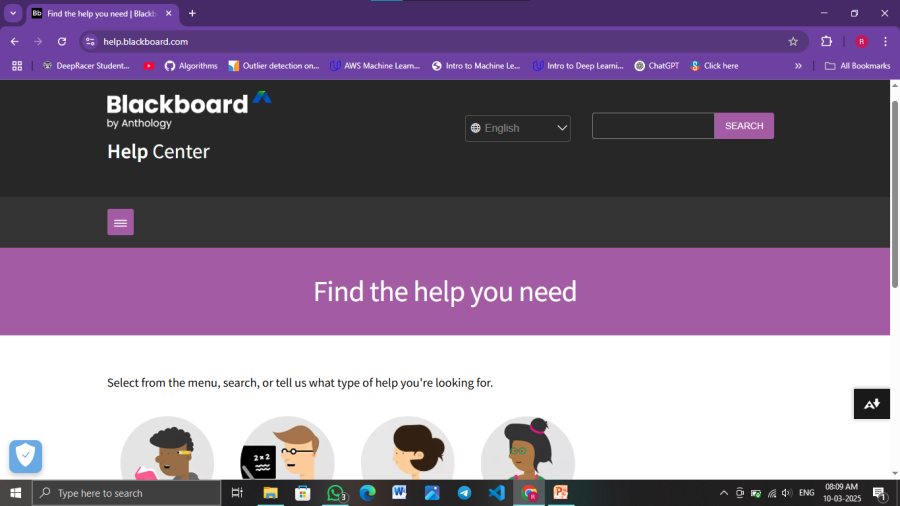 Bb Find the help you need | Blackb
help.blackboard.com
R
DeepRacer Student...
Algorithms
Outlier detection on...
AWS Machine Learn...
Intro to Machine Le...
Intro to Deep Learni...
ChatGPT
Click here
All Bookmarks
Blackboard
by Anthology
Help Center
English
SEARCH
Find the help you need
Select from the menu, search, or tell us what type of help you're looking for.
2 x 2
A
Type here to search
3
ENG
08:09 AM
10-03-2025
1